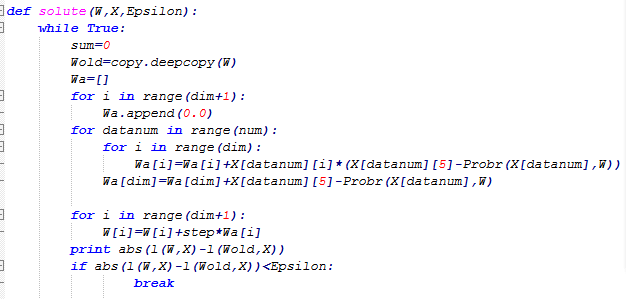 def solute(W,X,Epsilon):
    while True:
        sum=0
        Wold=copy.deepcopy(W)
        Wa=[]
        for i in range(dim+1):
            Wa.append(0.0)
        for datanum in range(num):
            for i in range(dim):
                Wa[i]=Wa[i]+X[datanum][i]*(X[datanum][5]-Probr(X[datanum],W))
            Wa[dim]=Wa[dim]+X[datanum][5]-Probr(X[datanum],W)
        for i in range(dim+1):
            W[i]=W[i]+step*Wa[i]
        print abs(l(W,X)-l(Wold,X))
        if abs(l(W,X)-l(Wold,X))<Epsilon:
                break